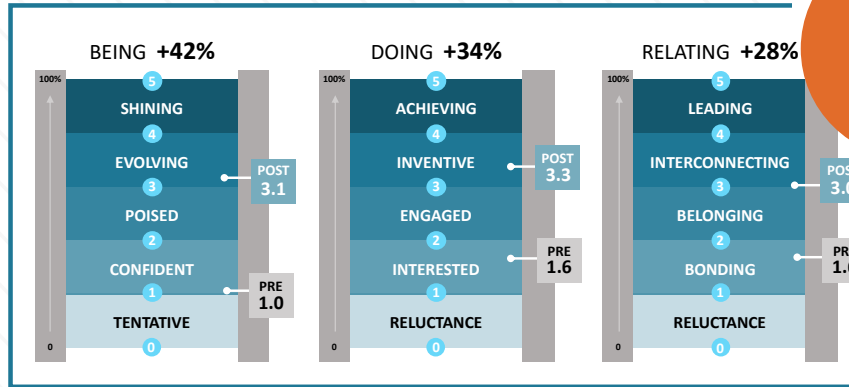 BEING +42%
100%
5
SHINING
4
EVOLVING
POST
3.1
3
POISED
2
CONFIDENT
PRE
1.0
1
TENTATIVE
0
0
DOING +34%
100%
5
ACHIEVING
4
INVENTIVE
POST
3.3
3
ENGAGED
2
INTERESTED
PRE
1.6
1
RELUCTANCE
0
0
RELATING +28%
100%
5
LEADING
4
INTERCONNECTING
3
BELONGING
2
BONDING
1
RELUCTANCE
0
0